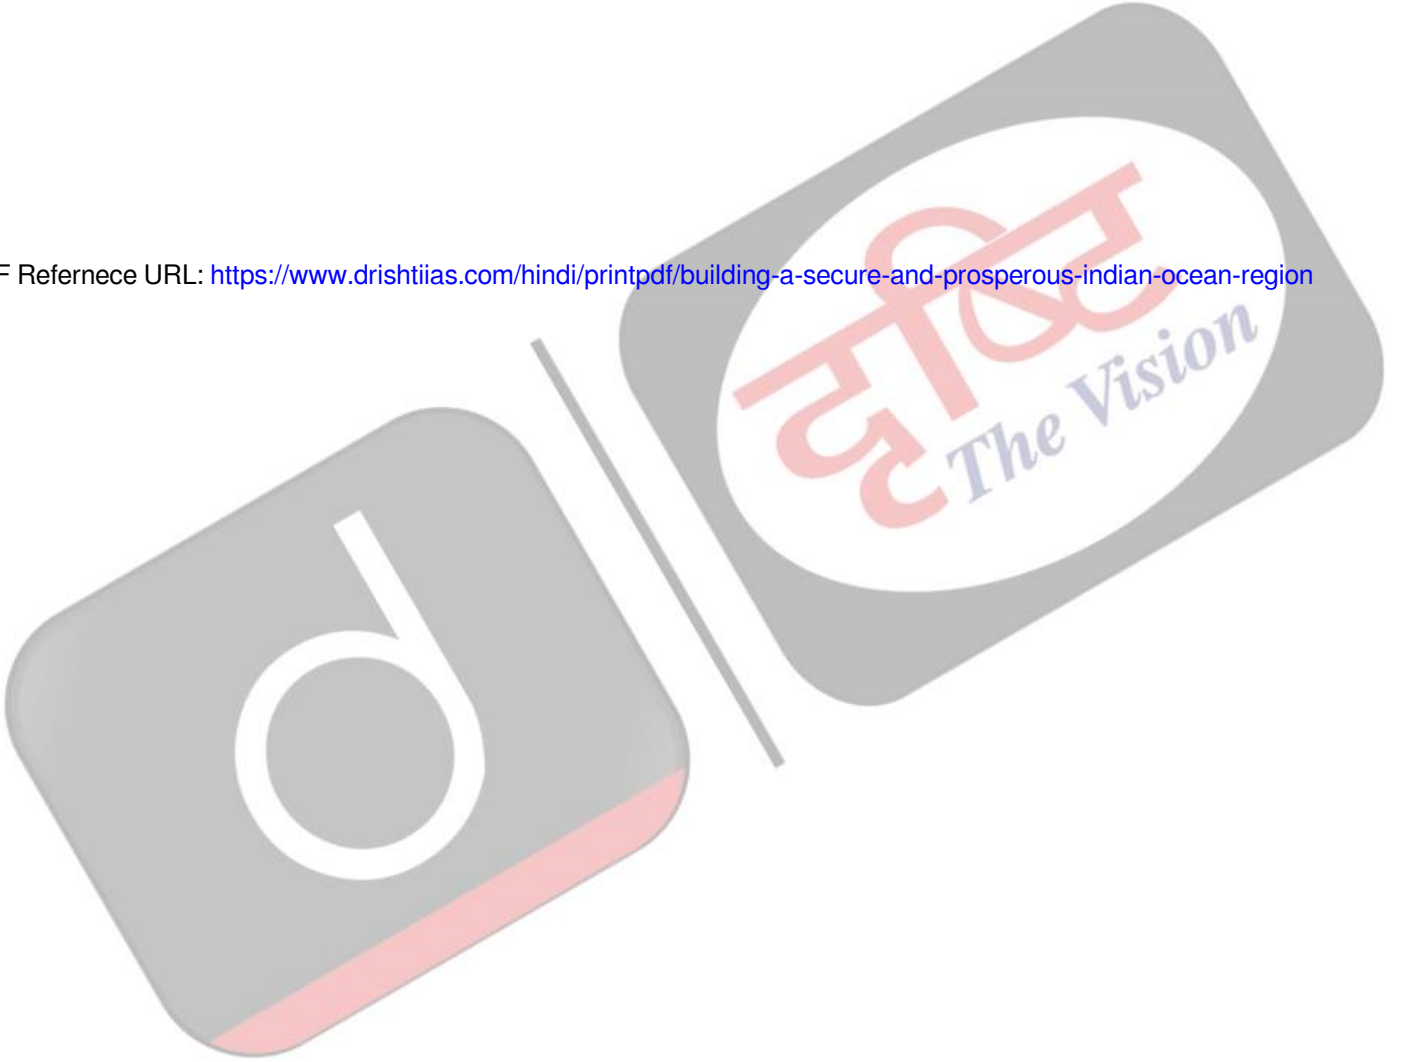 F Refernece URL: https://www.drishtiias.com/hindi/printpdf/building-a-secure-and-prosperous-indian-ocean-region
दृष्टि
The Vision
d